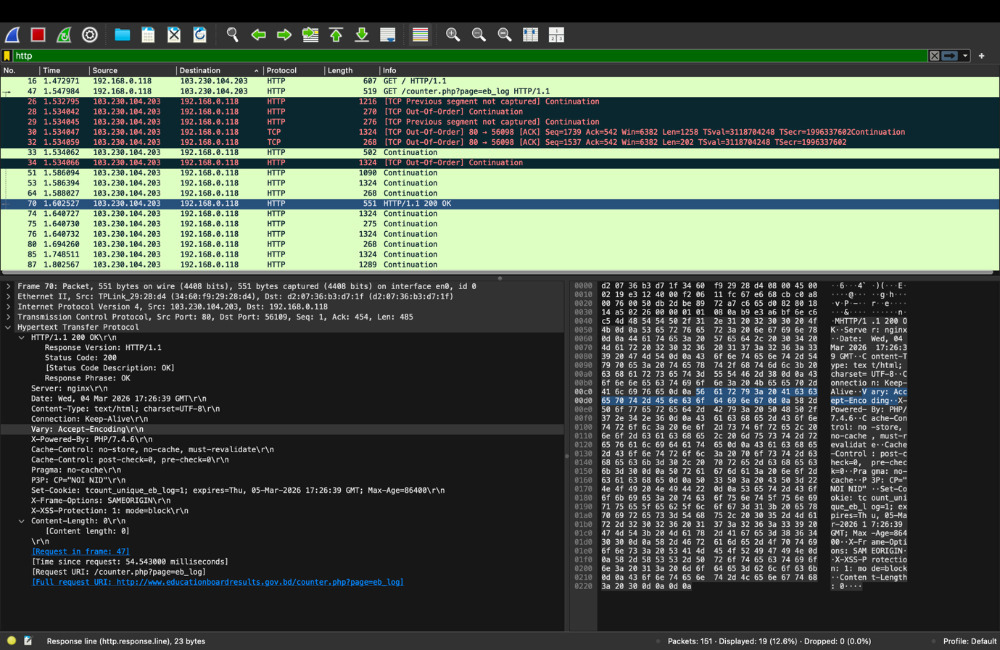 http
No. Time Source Destination Protocol Length Info
16 1.472971 192.168.0.118 103.230.104.203 HTTP 607 GET / HTTP/1.1
47 1.547984 192.168.0.118 103.230.104.203 HTTP 519 GET /counter.php?page=eb_log HTTP/1.1
26 1.532795 103.230.104.203 192.168.0.118 HTTP 1216 [TCP Previous segment not captured] Continuation
28 1.534042 103.230.104.203 192.168.0.118 HTTP 270 [TCP Out-Of-Order] Continuation
29 1.534045 103.230.104.203 192.168.0.118 HTTP 276 [TCP Previous segment not captured] Continuation
30 1.534047 103.230.104.203 192.168.0.118 TCP 1324 [TCP Out-Of-Order] 80 → 56098 [ACK] Seq=1739 Ack=542 Win=6382 Len=1258 TSval=3118704248 TSecr=1996337602Continuation
32 1.534059 103.230.104.203 192.168.0.118 TCP 268 [TCP Out-Of-Order] 80 → 56098 [ACK] Seq=1537 Ack=542 Win=6382 Len=202 TSval=3118704248 TSecr=1996337602
33 1.534062 103.230.104.203 192.168.0.118 HTTP 502 Continuation
34 1.534066 103.230.104.203 192.168.0.118 HTTP 1324 [TCP Out-Of-Order] Continuation
51 1.586094 103.230.104.203 192.168.0.118 HTTP 1090 Continuation
53 1.586394 103.230.104.203 192.168.0.118 HTTP 1324 Continuation
64 1.588027 103.230.104.203 192.168.0.118 HTTP 268 Continuation
70 1.602527 103.230.104.203 192.168.0.118 HTTP 551 HTTP/1.1 200 OK
74 1.640727 103.230.104.203 192.168.0.118 HTTP 1324 Continuation
75 1.640730 103.230.104.203 192.168.0.118 HTTP 275 Continuation
76 1.640732 103.230.104.203 192.168.0.118 HTTP 1324 Continuation
80 1.694260 103.230.104.203 192.168.0.118 HTTP 268 Continuation
85 1.748511 103.230.104.203 192.168.0.118 HTTP 1324 Continuation
87 1.802567 103.230.104.203 192.168.0.118 HTTP 1289 Continuation
Frame 70: Packet, 551 bytes on wire (4408 bits), 551 bytes captured (4408 bits) on interface en0, id 0
Ethernet II, Src: TPLink_29:28:d4 (34:60:f9:29:28:d4), Dst: d2:07:36:b3:d7:1f (d2:07:36:b3:d7:1f)
Internet Protocol Version 4, Src: 103.230.104.203, Dst: 192.168.0.118
Transmission Control Protocol, Src Port: 80, Dst Port: 56109, Seq: 1, Ack: 454, Len: 485
Hypertext Transfer Protocol
HTTP/1.1 200 OK\r\n
Response Version: HTTP/1.1
Status Code: 200
[Status Code Description: OK]
Response Phrase: OK
Server: nginx\r\n
Date: Wed, 04 Mar 2026 17:26:39 GMT\r\n
Content-Type: text/html; charset=UTF-8\r\n
Connection: Keep-Alive\r\n
Vary: Accept-Encoding\r\n
X-Powered-By: PHP/7.4.6\r\n
Cache-Control: no-store, no-cache, must-revalidate\r\n
Cache-Control: post-check=0, pre-check=0\r\n
Pragma: no-cache\r\n
P3P: CP="NOI NID"\r\n
Set-Cookie: tcount_unique_eb_log=1; expires=Thu, 05-Mar-2026 17:26:39 GMT; Max-Age=86400\r\n
X-Frame-Options: SAMEORIGIN\r\n
X-XSS-Protection: 1: mode=block\r\n
Content-Length: 0\r\n
[Content length: 0]
\r\n
[Request in frame: 47]
[Time since request: 54.543000 milliseconds]
[Request URI: /counter.php?page=eb_log]
[Full request URI: http://www.educationboardresults.gov.bd/counter.php?page=eb_log]
0000 d2 07 36 b3 d7 1f 34 60 f9 29 28 d4 08 00 45 00 ··6···4` ·)(···E·
0010 02 19 e3 12 40 00 f2 06 11 fc 67 e6 68 cb c0 a8 ····@··· ··g·h···
0020 00 76 00 50 db 2d be 89 72 a7 c6 65 d0 82 80 18 ·v·P·-·· r··e····
0030 14 a5 02 26 00 00 01 01 08 0a b9 e3 a6 bf 6e c6 ···&···· ······n·
0040 c5 4d 48 54 54 50 2f 31 2e 31 20 32 30 30 20 4f ·MHTTP/1 .1 200 O
0050 4b 0d 0a 53 65 72 76 65 72 3a 20 6e 67 69 6e 78 K··Serve r: nginx
0060 0d 0a 44 61 74 65 3a 20 57 65 64 2c 20 30 34 20 ··Date:  Wed, 04
0070 4d 61 72 20 32 30 32 36 20 31 37 3a 32 36 3a 33 Mar 2026  17:26:3
0080 39 20 47 4d 54 0d 0a 43 6f 6e 74 65 6e 74 2d 54 9 GMT··C ontent-T
0090 79 70 65 3a 20 74 65 78 74 2f 68 74 6d 6c 3b 20 ype: tex t/html;
00a0 63 68 61 72 73 65 74 3d 55 54 46 2d 38 0d 0a 43 charset= UTF-8··C
00b0 6f 6e 6e 65 63 74 69 6f 6e 3a 20 4b 65 65 70 2d onnectio n: Keep-
00c0 41 6c 69 76 65 0d 0a 56 61 72 79 3a 20 41 63 63 Alive··V ary: Acc
00d0 65 70 74 2d 45 6e 63 6f 64 69 6e 67 0d 0a 58 2d ept-Enco ding··X-
00e0 50 6f 77 65 72 65 64 2d 42 79 3a 20 50 48 50 2f Powered- By: PHP/
00f0 37 2e 34 2e 36 0d 0a 43 61 63 68 65 2d 43 6f 6e 7.4.6··C ache-Con
0100 74 72 6f 6c 3a 20 6e 6f 2d 73 74 6f 72 65 2c 20 trol: no -store,
0110 6e 6f 2d 63 61 63 68 65 2c 20 6d 75 73 74 2d 72 no-cache , must-r
0120 65 76 61 6c 69 64 61 74 65 0d 0a 43 61 63 68 65 evalidat e··Cache
0130 2d 43 6f 6e 74 72 6f 6c 3a 20 70 6f 73 74 2d 63 -Control : post-c
0140 68 65 63 6b 3d 30 2c 20 70 72 65 2d 63 68 65 63 heck=0,  pre-chec
0150 6b 3d 30 0d 0a 50 72 61 67 6d 61 3a 20 6e 6f 2d k=0··Pra gma: no-
0160 63 61 63 68 65 0d 0a 50 33 50 3a 20 43 50 3d 22 cache··P 3P: CP="
0170 4e 4f 49 20 4e 49 44 22 0d 0a 53 65 74 2d 43 6f NOI NID" ··Set-Co
0180 6f 6b 69 65 3a 20 74 63 6f 75 6e 74 5f 75 6e 69 okie: tc ount_uni
0190 71 75 65 5f 65 62 5f 6c 6f 67 3d 31 3b 20 65 78 que_eb_l og=1; ex
01a0 70 69 72 65 73 3d 54 68 75 2c 20 30 35 2d 4d 61 pires=Th u, 05-Ma
01b0 72 2d 32 30 32 36 20 31 37 3a 32 36 3a 33 39 20 r-2026 1 7:26:39
01c0 47 4d 54 3b 20 4d 61 78 2d 41 67 65 3d 38 36 34 GMT; Max -Age=864
01d0 30 30 0d 0a 58 2d 46 72 61 6d 65 2d 4f 70 74 69 00··X-Fr ame-Opti
01e0 6f 6e 73 3a 20 53 41 4d 45 4f 52 49 47 49 4e 0d ons: SAM EORIGIN·
01f0 0a 58 2d 58 53 53 2d 50 72 6f 74 65 63 74 69 6f ·X-XSS-P rotectio
0200 6e 3a 20 31 3a 20 6d 6f 64 65 3d 62 6c 6f 63 6b n: 1: mo de=block
0210 0d 0a 43 6f 6e 74 65 6e 74 2d 4c 65 6e 67 74 68 ··Conten t-Length
0220 3a 20 30 0d 0a 0d 0a : 0····
Response line (http.response.line), 23 bytes
Packets: 151 · Displayed: 19 (12.6%) · Dropped: 0 (0.0%)
Profile: Default